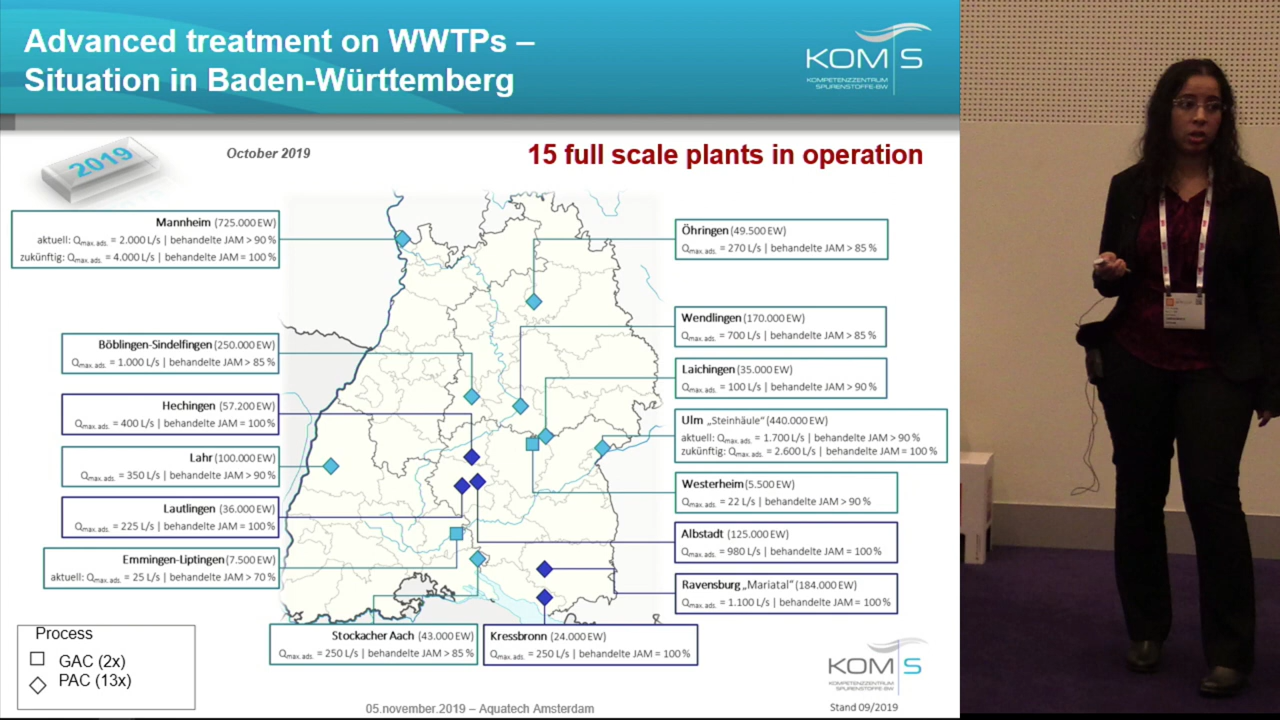 Advanced treatment on WWTPs –
Situation in Baden-Württemberg
KOMS
KOMPETENZZENTRUM
SPURENSTOFFE-BW
2019
October 2019
15 full scale plants in operation
Mannheim (725.000 EW)
aktuell: Qmax. ads. = 2.000 L/s | behandelte JAM > 90 %
zukünftig: Qmax. ads. = 4.000 L/s | behandelte JAM = 100 %
Öhringen (49.500 EW)
Qmax. ads. = 270 L/s | behandelte JAM > 85 %
Böblingen-Sindelfingen (250.000 EW)
Qmax. ads. = 1.000 L/s | behandelte JAM > 85 %
Wendlingen (170.000 EW)
Qmax. ads. = 700 L/s | behandelte JAM > 85 %
Laichingen (35.000 EW)
Qmax. ads. = 100 L/s | behandelte JAM > 90 %
Hechingen (57.200 EW)
Qmax. ads. = 400 L/s | behandelte JAM = 100 %
Ulm „Steinhäule“ (440.000 EW)
aktuell: Qmax. ads. = 1.700 L/s | behandelte JAM > 90 %
zukünftig: Qmax. ads. = 2.600 L/s | behandelte JAM = 100 %
Lahr (100.000 EW)
Qmax. ads. = 350 L/s | behandelte JAM > 90 %
Westerheim (5.500 EW)
Qmax. ads. = 22 L/s | behandelte JAM > 90 %
Lautlingen (36.000 EW)
Qmax. ads. = 225 L/s | behandelte JAM = 100 %
Albstadt (125.000 EW)
Qmax. ads. = 980 L/s | behandelte JAM = 100 %
Emmingen-Liptingen (7.500 EW)
aktuell: Qmax. ads. = 25 L/s | behandelte JAM > 70 %
Ravensburg „Mariatal“ (184.000 EW)
Qmax. ads. = 1.100 L/s | behandelte JAM = 100 %
Stockacher Aach (43.000 EW)
Qmax. ads. = 250 L/s | behandelte JAM > 85 %
Kressbronn (24.000 EW)
Qmax. ads. = 250 L/s | behandelte JAM = 100 %
Process
GAC (2x)
PAC (13x)
KOMS
KOMPETENZZENTRUM
SPURENSTOFFE-BW
05.november.2019 – Aquatech Amsterdam
Stand 09/2019